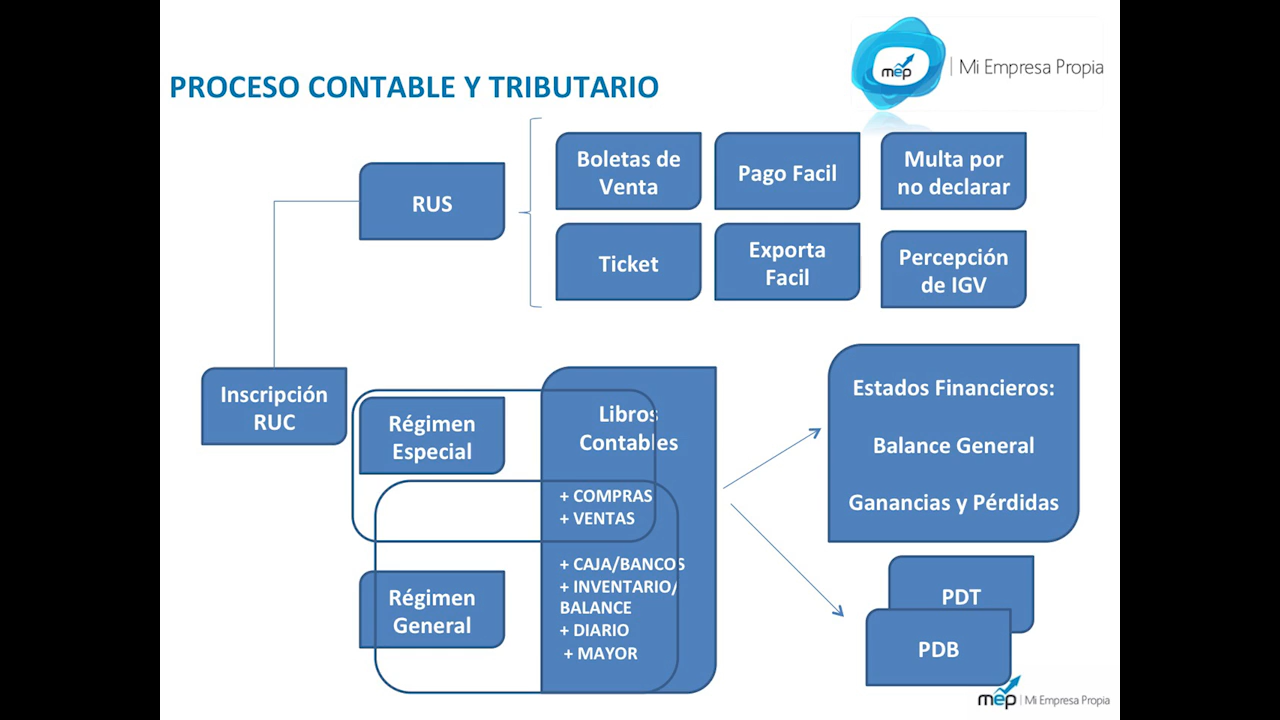 mep | Mi Empresa Propia
PROCESO CONTABLE Y TRIBUTARIO
RUS
Boletas de
Venta
Pago Facil
Multa por
no declarar
Ticket
Exporta
Facil
Percepción
de IGV
Inscripción
RUC
Régimen
Especial
Régimen
General
Libros
Contables
+ COMPRAS
+ VENTAS
+ CAJA/BANCOS
+ INVENTARIO/
BALANCE
+ DIARIO
+ MAYOR
Estados Financieros:
Balance General
Ganancias y Pérdidas
PDT
PDB
mep | Mi Empresa Propia